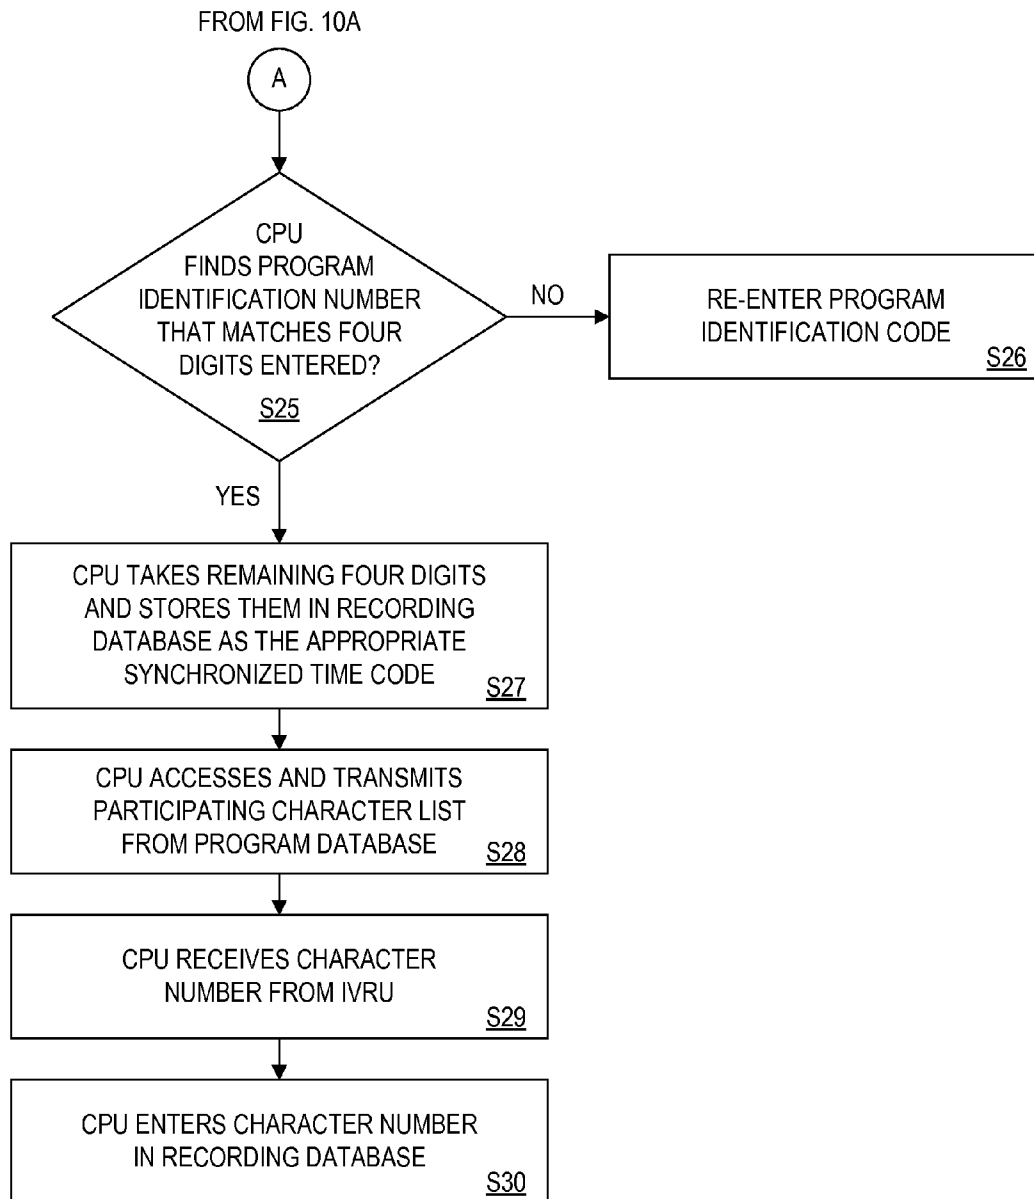 FROM FIG. 10A
A
CPU
FINDS PROGRAM
IDENTIFICATION NUMBER
THAT MATCHES FOUR
DIGITS ENTERED?
S25
NO
RE-ENTER PROGRAM
IDENTIFICATION CODE
S26
YES
CPU TAKES REMAINING FOUR DIGITS
AND STORES THEM IN RECORDING
DATABASE AS THE APPROPRIATE
SYNCHRONIZED TIME CODE
S27
CPU ACCESSES AND TRANSMITS
PARTICIPATING CHARACTER LIST
FROM PROGRAM DATABASE
S28
CPU RECEIVES CHARACTER
NUMBER FROM IVRU
S29
CPU ENTERS CHARACTER NUMBER
IN RECORDING DATABASE
S30